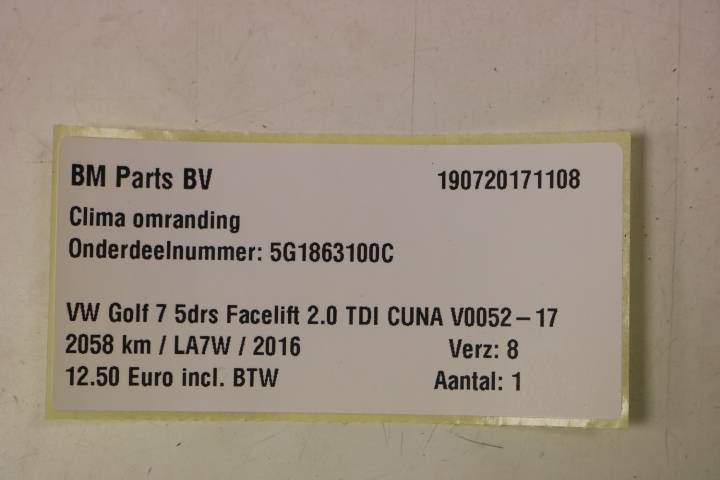 BM Parts BV 190720171108
Clima omranding
Onderdeelnummer: 5G1863100C
VW Golf 7 5drs Facelift 2.0 TDI CUNA V0052-17
2058 km / LA7W / 2016 Verz: 8
12.50 Euro incl. BTW Aantal: 1